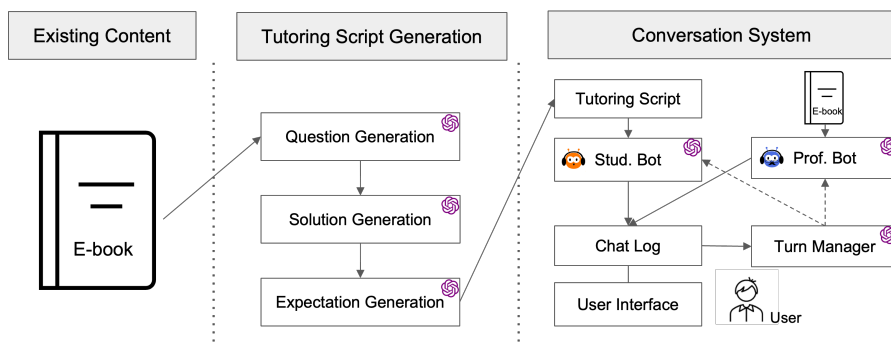 Existing Content
Tutoring Script Generation
Conversation System
E-book
Question Generation
Solution Generation
Expectation Generation
Tutoring Script
E-book
Stud. Bot
Prof. Bot
Chat Log
Turn Manager
User Interface
User